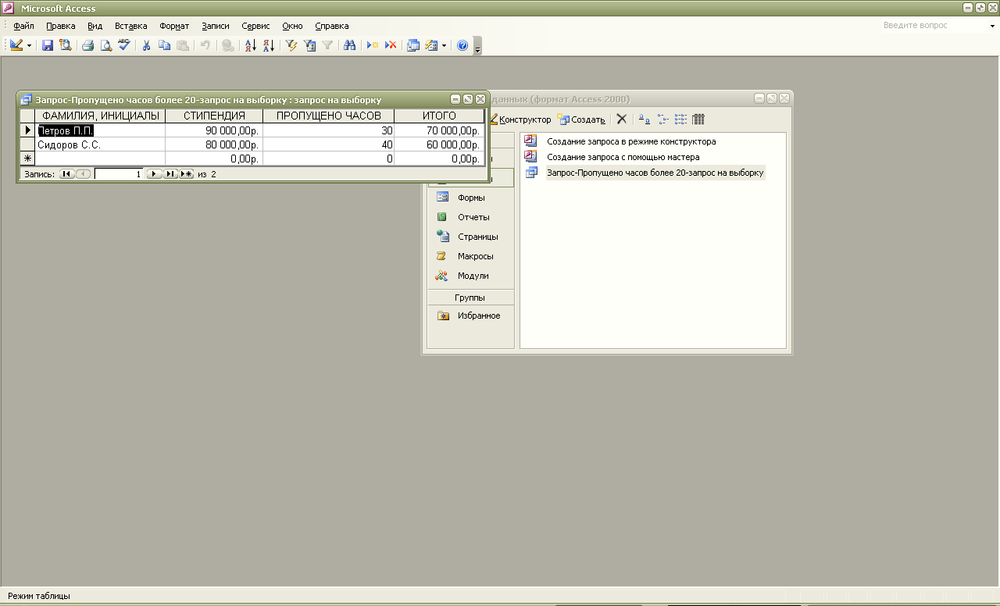 Microsoft Access
Файл Правка Вид Вставка Формат Записи Сервис Окно Справка Введите вопрос
Запрос-Пропущено часов более 20-запрос на выборку : запрос на выборку
ФАМИЛИЯ, ИНИЦИАЛЫ СТИПЕНДИЯ ПРОПУЩЕНО ЧАСОВ ИТОГО
Петров П.П. 90 000,00р. 30 70 000,00р.
Сидоров С.С. 80 000,00р. 40 60 000,00р.
0,00р. 0 0,00р.
Запись: 1 из 2
данных (формат Access 2000)
Конструктор Создать
Создание запроса в режиме конструктора
Создание запроса с помощью мастера
Запрос-Пропущено часов более 20-запрос на выборку
Формы
Отчеты
Страницы
Макросы
Модули
Группы
Избранное
Режим таблицы